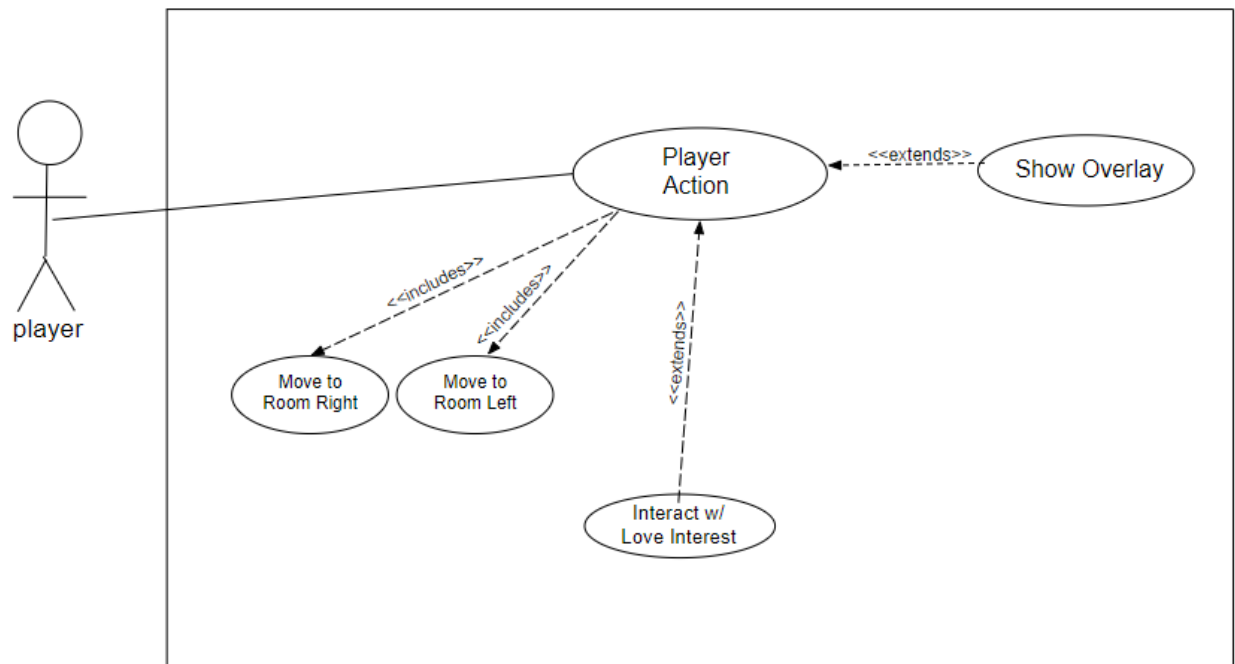 Player
Action
<<extends>>
Show Overlay
<<includes>>
<<includes>>
<<extends>>
player
Move to
Room Right
Move to
Room Left
Interact w/
Love Interest